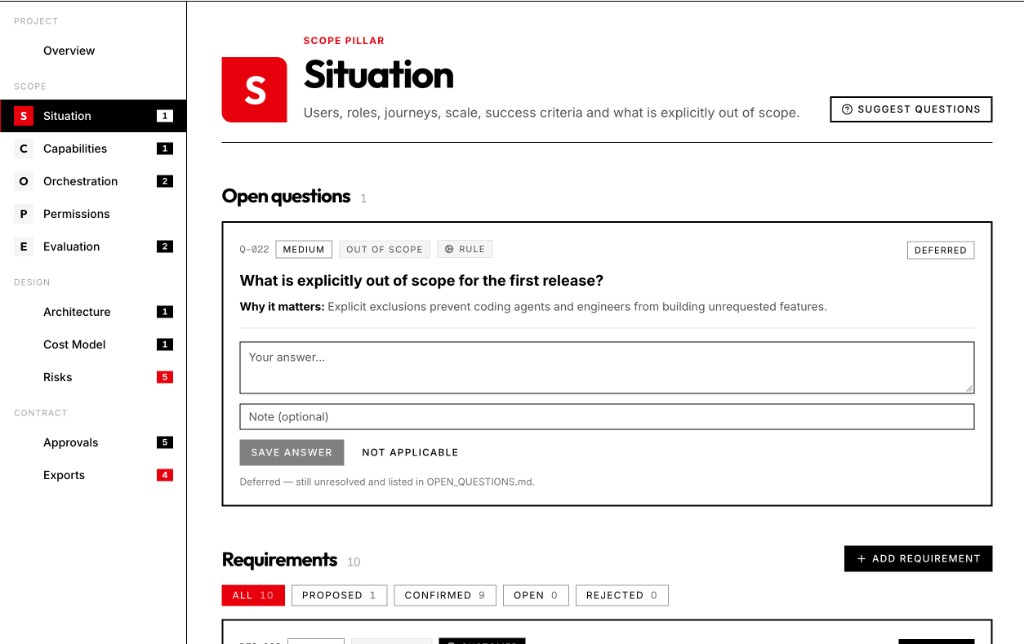 PROJECT
Overview
SCOPE
S Situation 1
C Capabilities 1
O Orchestration 2
P Permissions
E Evaluation 2
DESIGN
Architecture 1
Cost Model 1
Risks 5
CONTRACT
Approvals 5
Exports 4
SCOPE PILLAR
S
Situation
Users, roles, journeys, scale, success criteria and what is explicitly out of scope.
SUGGEST QUESTIONS
Open questions 1
Q-022 MEDIUM OUT OF SCOPE RULE DEFERRED
What is explicitly out of scope for the first release?
Why it matters: Explicit exclusions prevent coding agents and engineers from building unrequested features.
Your answer...
Note (optional)
SAVE ANSWER NOT APPLICABLE
Deferred — still unresolved and listed in OPEN_QUESTIONS.md.
Requirements 10
+ ADD REQUIREMENT
ALL 10 PROPOSED 1 CONFIRMED 9 OPEN 0 REJECTED 0